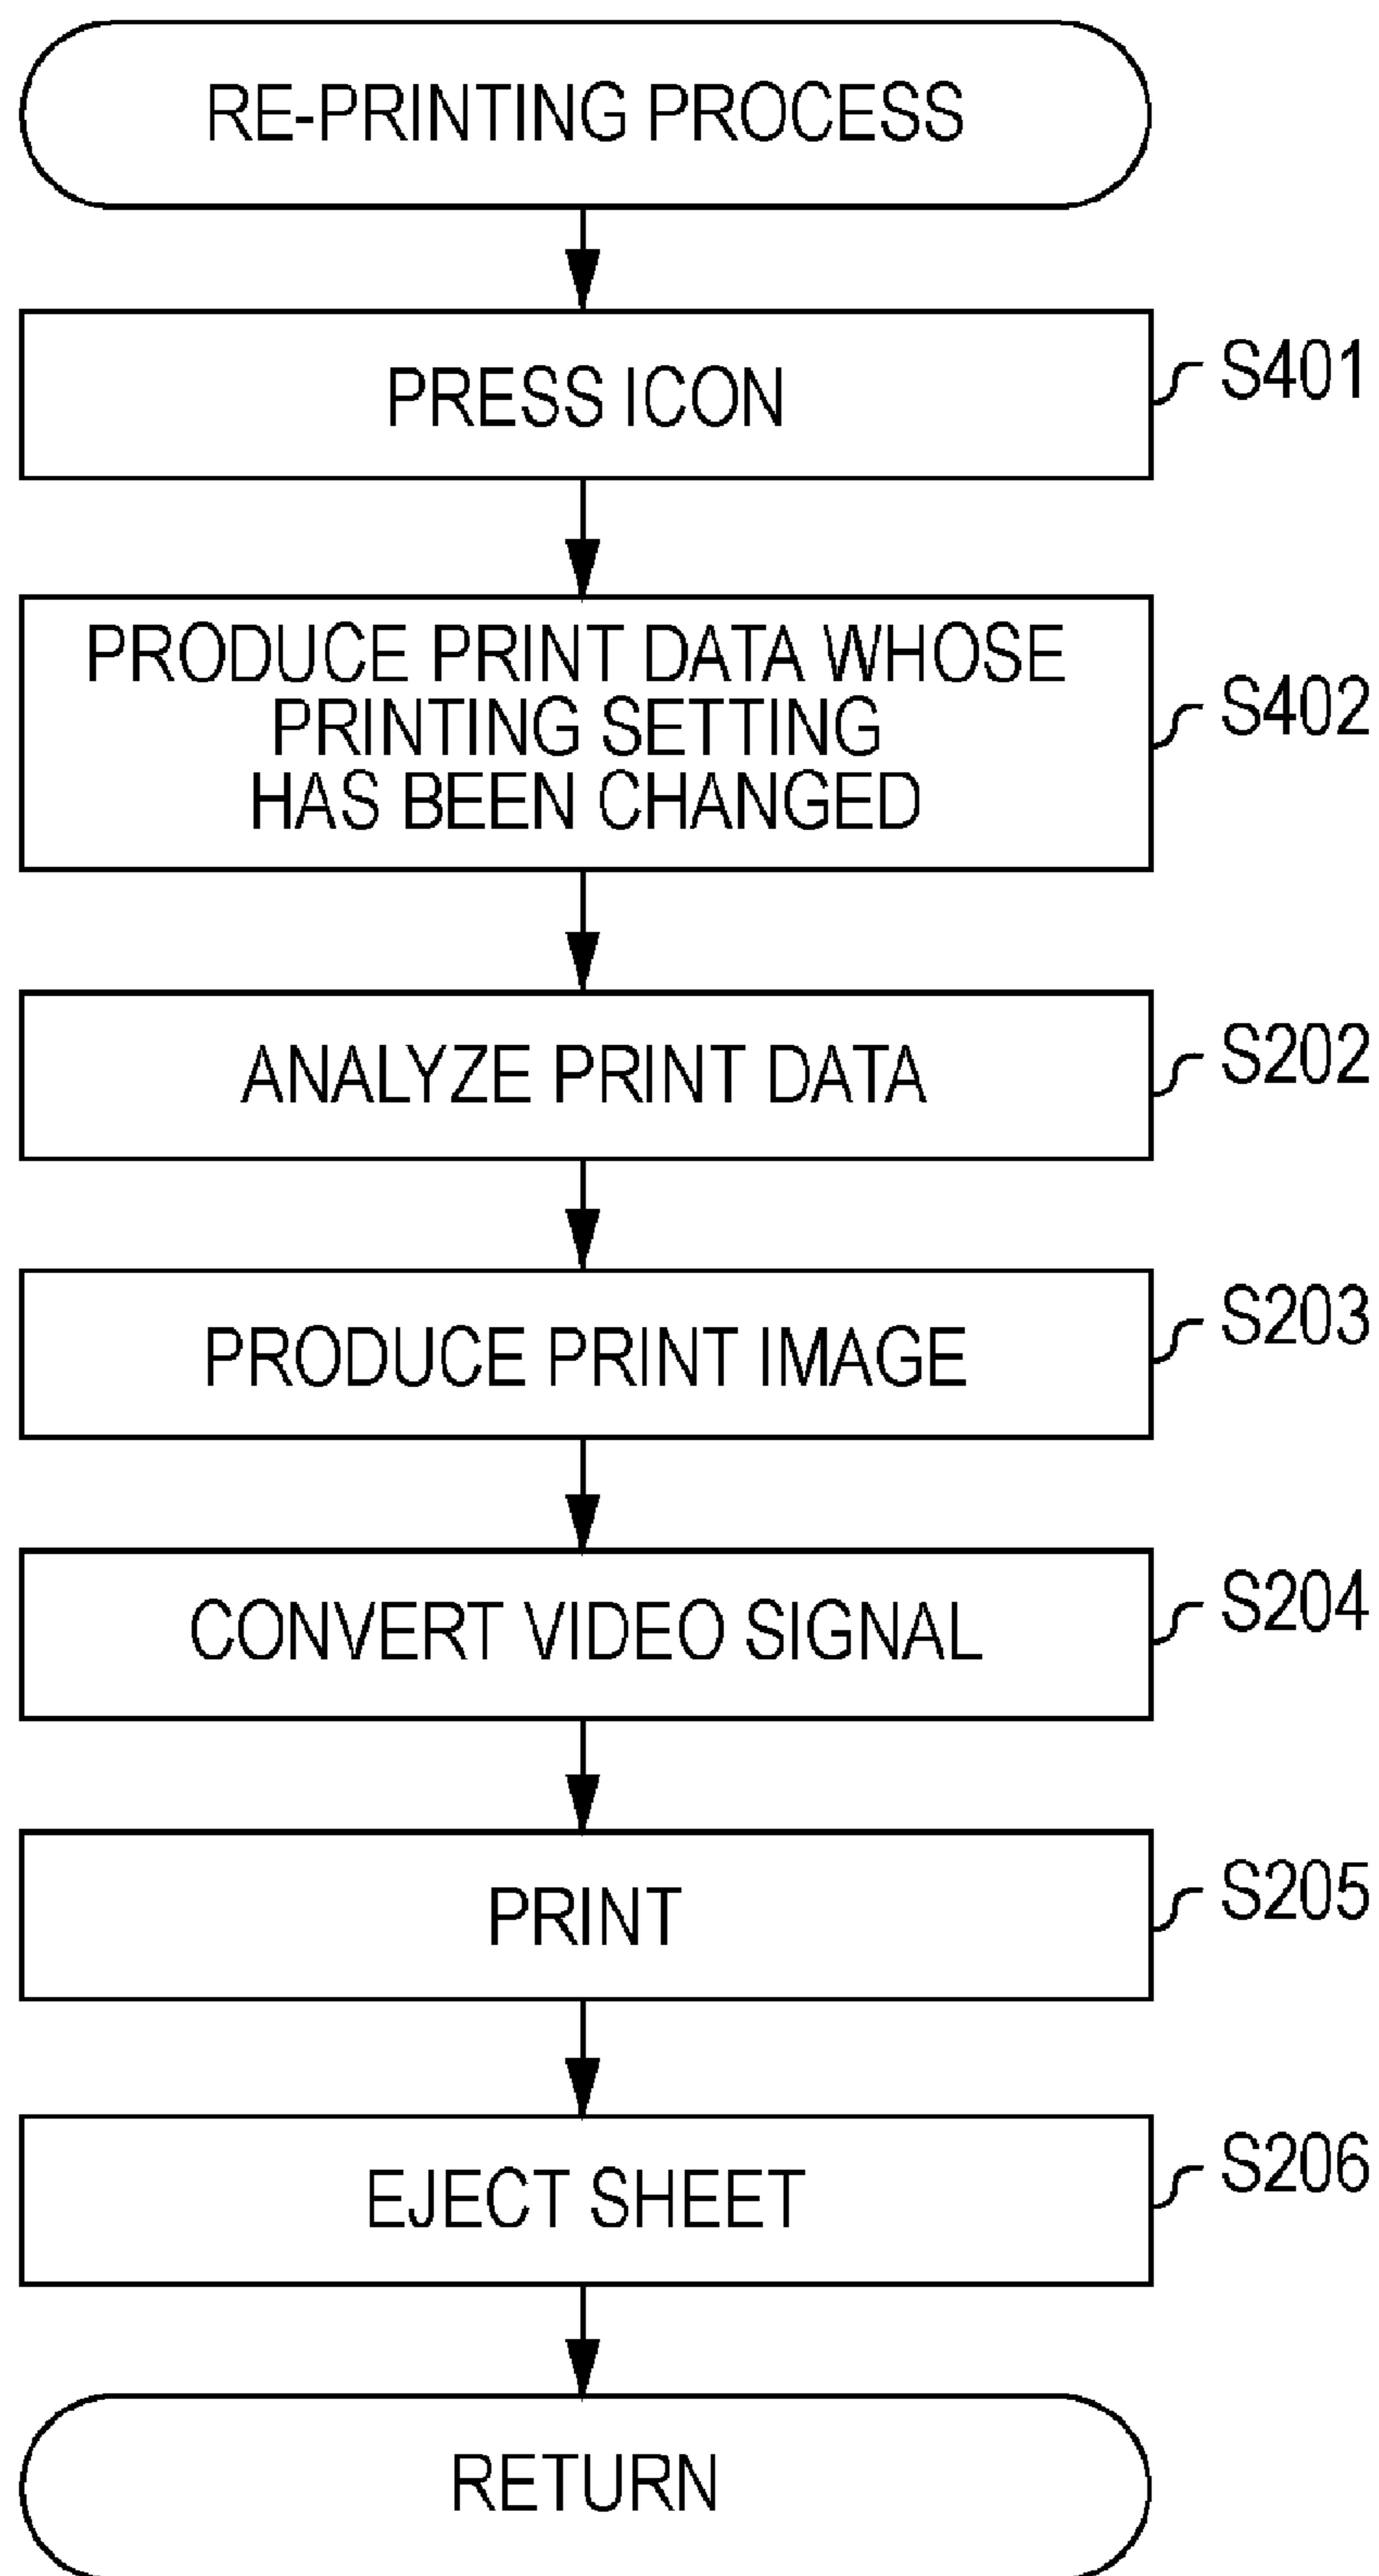 RE-PRINTING PROCESS
PRESS ICON
S401
PRODUCE PRINT DATA WHOSE
PRINTING SETTING
HAS BEEN CHANGED
S402
ANALYZE PRINT DATA
S202
PRODUCE PRINT IMAGE
S203
CONVERT VIDEO SIGNAL
S204
PRINT
S205
EJECT SHEET
S206
RETURN